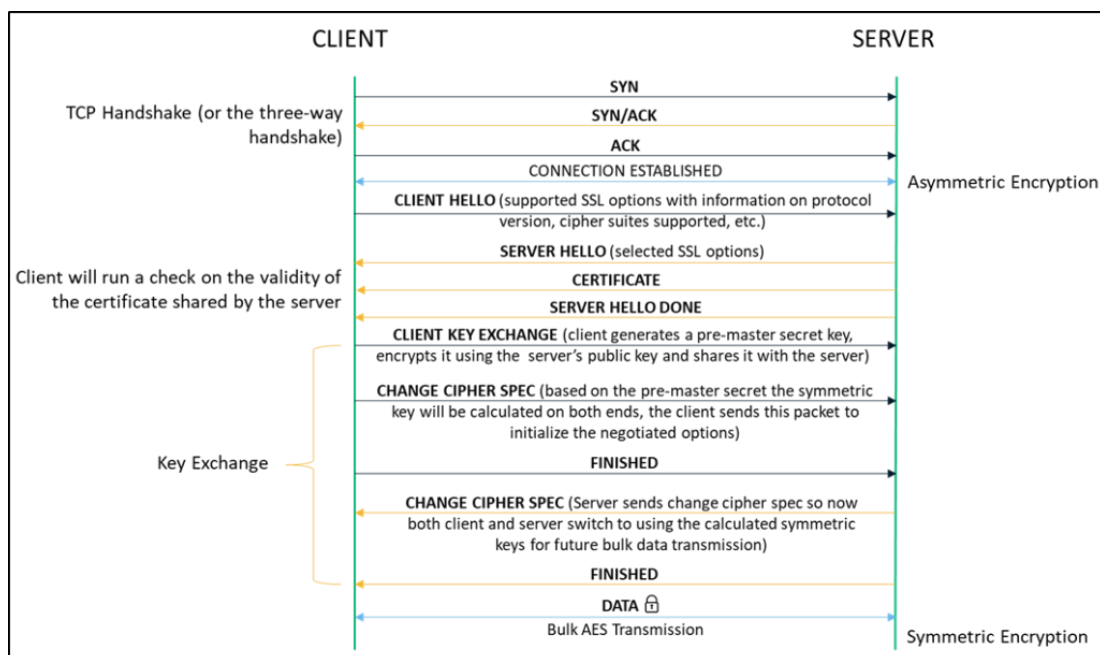 CLIENT
SERVER
SYN
TCP Handshake (or the three-way
handshake)
SYN/ACK
ACK
CONNECTION ESTABLISHED
Asymmetric Encryption
CLIENT HELLO (supported SSL options with information on protocol
version, cipher suites supported, etc.)
SERVER HELLO (selected SSL options)
Client will run a check on the validity of
the certificate shared by the server
CERTIFICATE
SERVER HELLO DONE
CLIENT KEY EXCHANGE (client generates a pre-master secret key,
encrypts it using the server's public key and shares it with the server)
CHANGE CIPHER SPEC (based on the pre-master secret the symmetric
key will be calculated on both ends, the client sends this packet to
initialize the negotiated options)
Key Exchange
FINISHED
CHANGE CIPHER SPEC (Server sends change cipher spec so now
both client and server switch to using the calculated symmetric
keys for future bulk data transmission)
FINISHED
DATA
Bulk AES Transmission
Symmetric Encryption